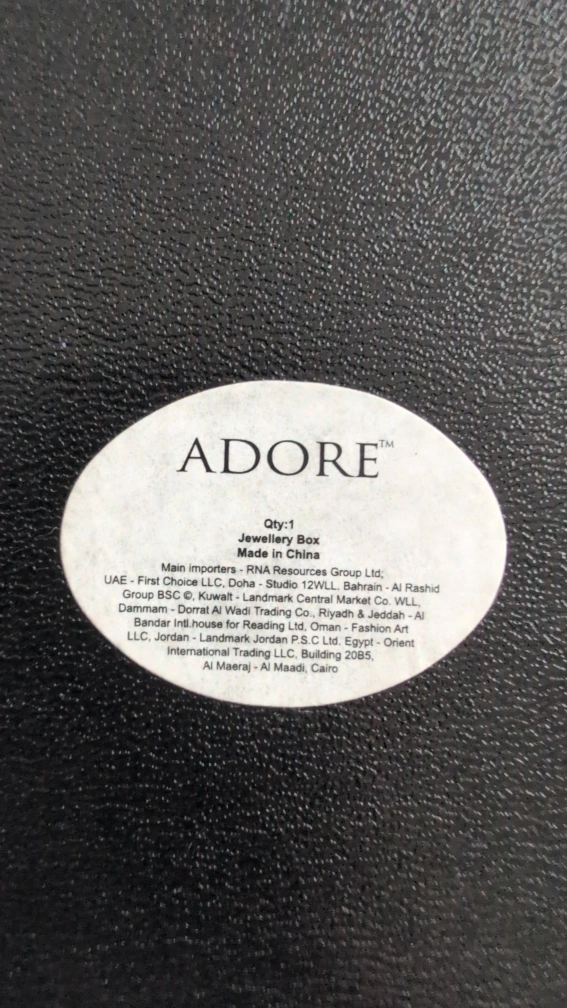 ADORE™
Qty:1
Jewellery Box
Made in China
Main importers - RNA Resources Group Ltd;
UAE - First Choice LLC, Doha - Studio 12WLL. Bahrain - Al Rashid
Group BSC ©, Kuwait - Landmark Central Market Co. WLL,
Dammam - Dorrat Al Wadi Trading Co., Riyadh & Jeddah - Al
Bandar Intl.house for Reading Ltd, Oman - Fashion Art
LLC, Jordan - Landmark Jordan P.S.C Ltd. Egypt - Orient
International Trading LLC, Building 20B5,
Al Maeraj - Al Maadi, Cairo